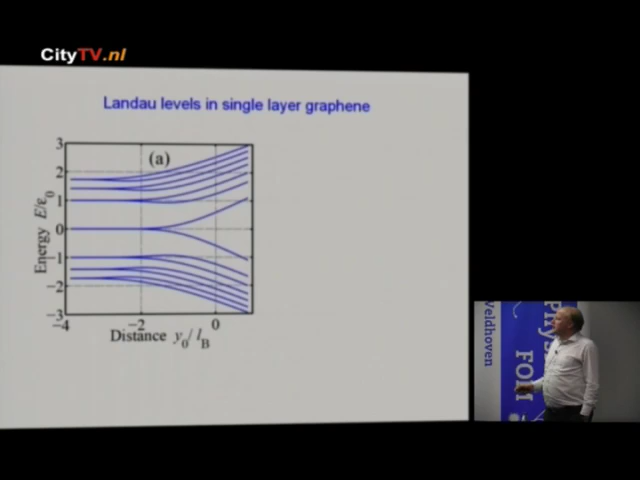 CityTV.nl
Landau levels in single layer graphene
(a)
Energy E/ε₀
3
2
1
0
−1
−2
−3
−4
−2
0
Distance y₀/l_B
Veldhoven
FOM